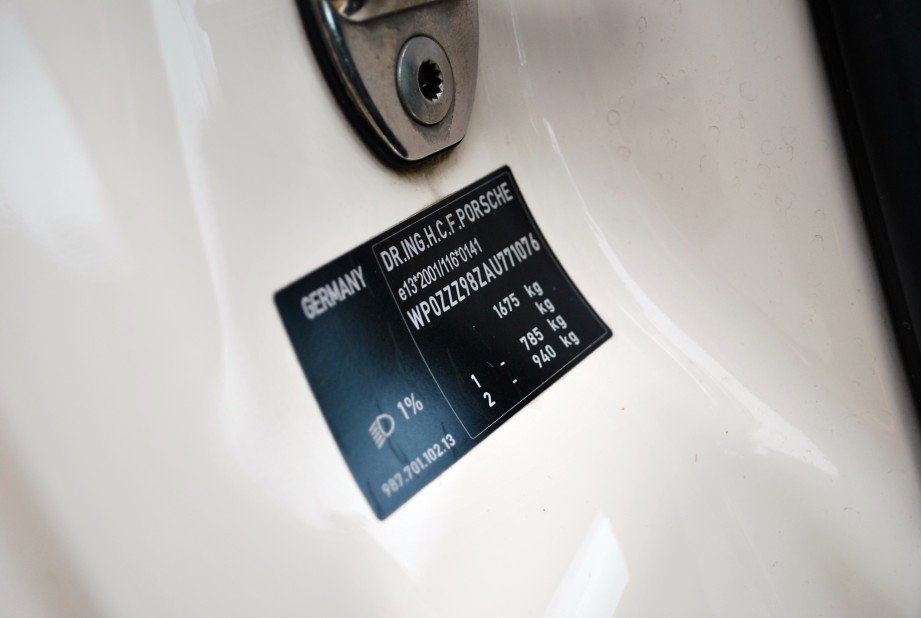 GERMANY
DR.ING.H.C.F.PORSCHE
e13*2001/116*0141
WP0ZZZ98ZAU771076
1675 kg
kg
1 - 785 kg
2 - 940 kg
1%
987.701.102.13